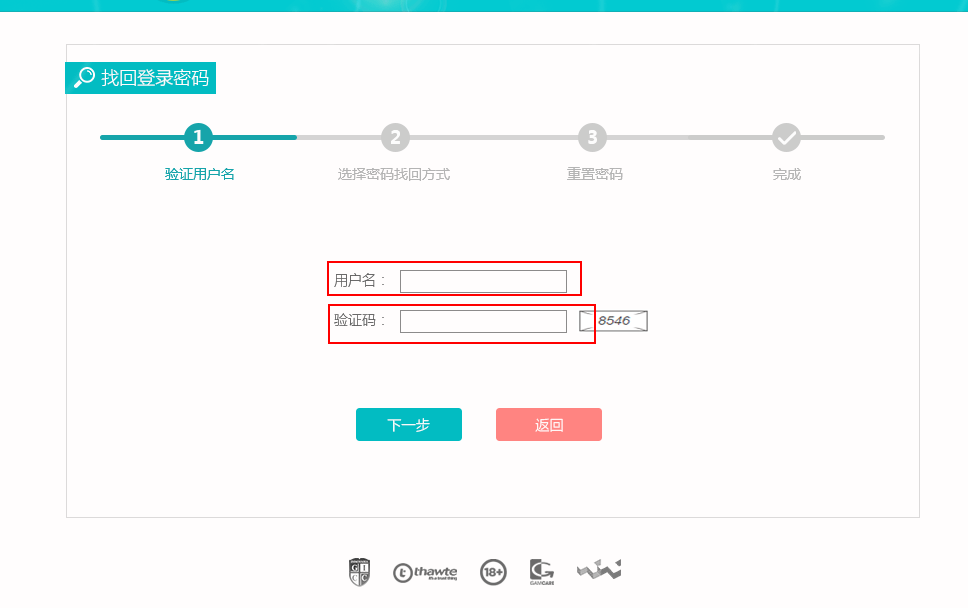 找回登录密码
1 2 3
验证用户名 选择密码找回方式 重置密码 完成
用户名：
验证码： 8546
下一步 返回
thawte 18+ G GAMCARE